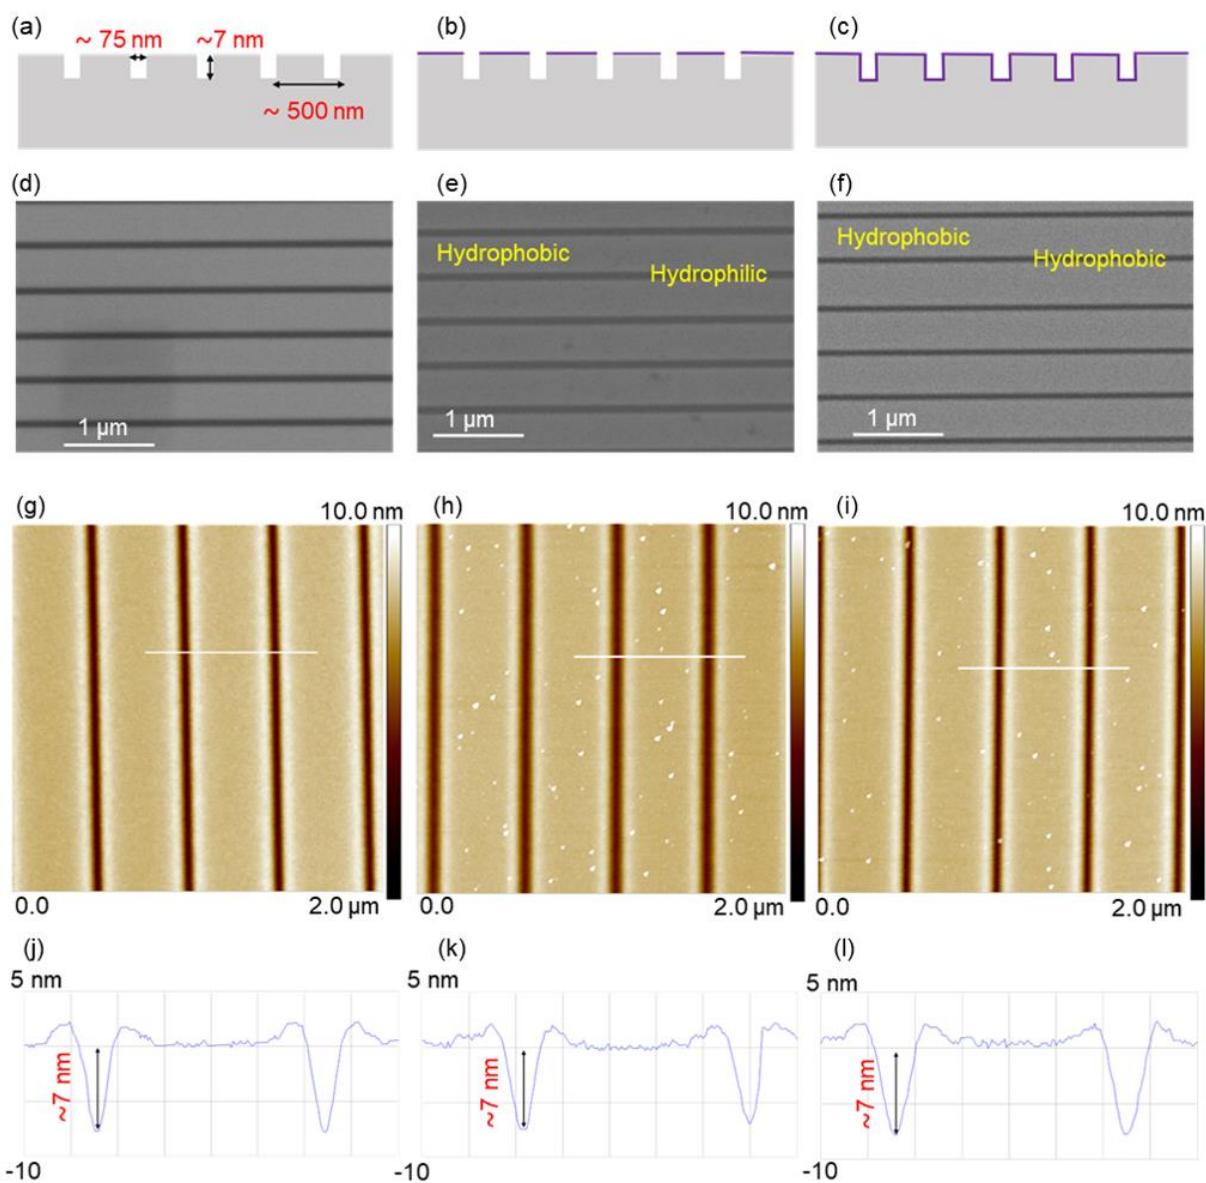 (a)
(b)
(c)
~ 75 nm
~7 nm
~ 500 nm
(d)
(e)
(f)
1 µm
Hydrophobic
Hydrophilic
1 µm
Hydrophobic
Hydrophobic
1 µm
(g)
10.0 nm
(h)
10.0 nm
(i)
10.0 nm
0.0
2.0 µm
0.0
2.0 µm
0.0
2.0 µm
(j)
(k)
(l)
5 nm
~7 nm
-10
5 nm
~7 nm
-10
5 nm
~7 nm
-10